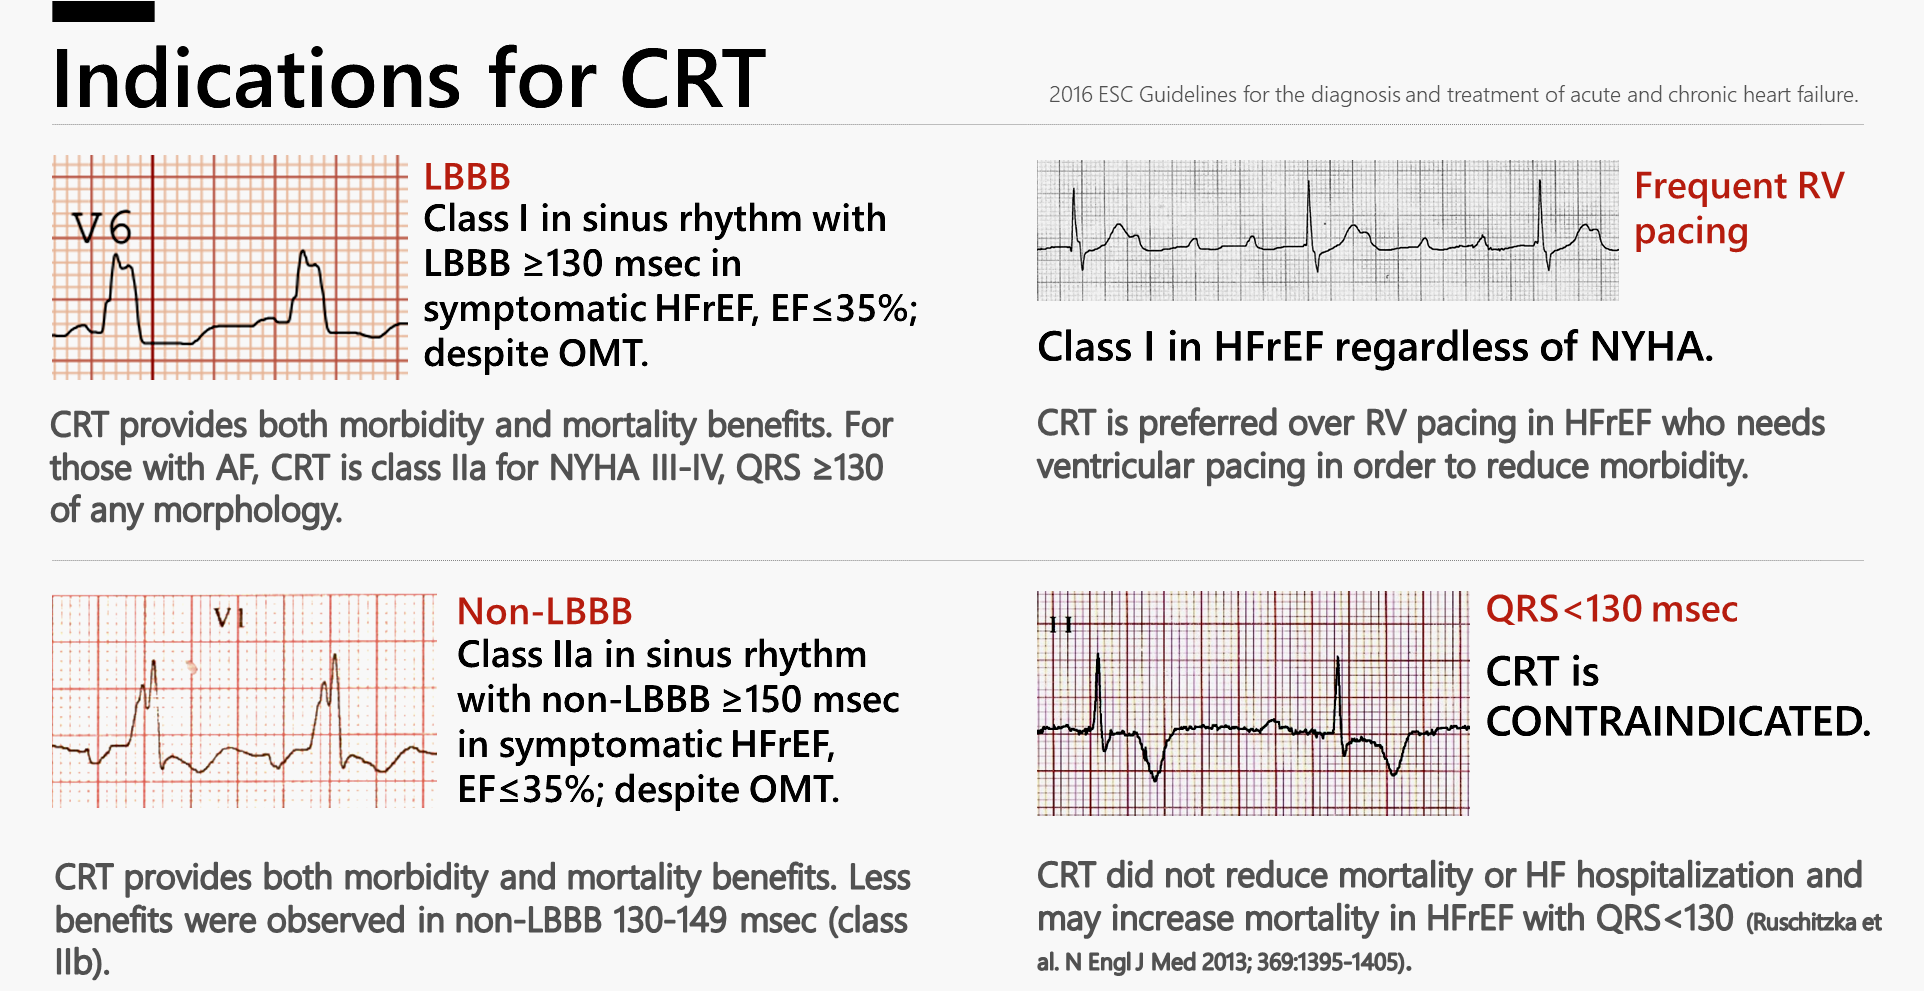 Indications for CRT
2016 ESC Guidelines for the diagnosis and treatment of acute and chronic heart failure.
V6
LBBB
Class I in sinus rhythm with
LBBB ≥130 msec in
symptomatic HFrEF, EF≤35%;
despite OMT.
CRT provides both morbidity and mortality benefits. For
those with AF, CRT is class IIa for NYHA III-IV, QRS ≥130
of any morphology.
Frequent RV
pacing
Class I in HFrEF regardless of NYHA.
CRT is preferred over RV pacing in HFrEF who needs
ventricular pacing in order to reduce morbidity.
V1
Non-LBBB
Class IIa in sinus rhythm
with non-LBBB ≥150 msec
in symptomatic HFrEF,
EF≤35%; despite OMT.
CRT provides both morbidity and mortality benefits. Less
benefits were observed in non-LBBB 130-149 msec (class
IIb).
II
QRS<130 msec
CRT is
CONTRAINDICATED.
CRT did not reduce mortality or HF hospitalization and
may increase mortality in HFrEF with QRS<130 (Ruschitzka et
al. N Engl J Med 2013; 369:1395-1405).